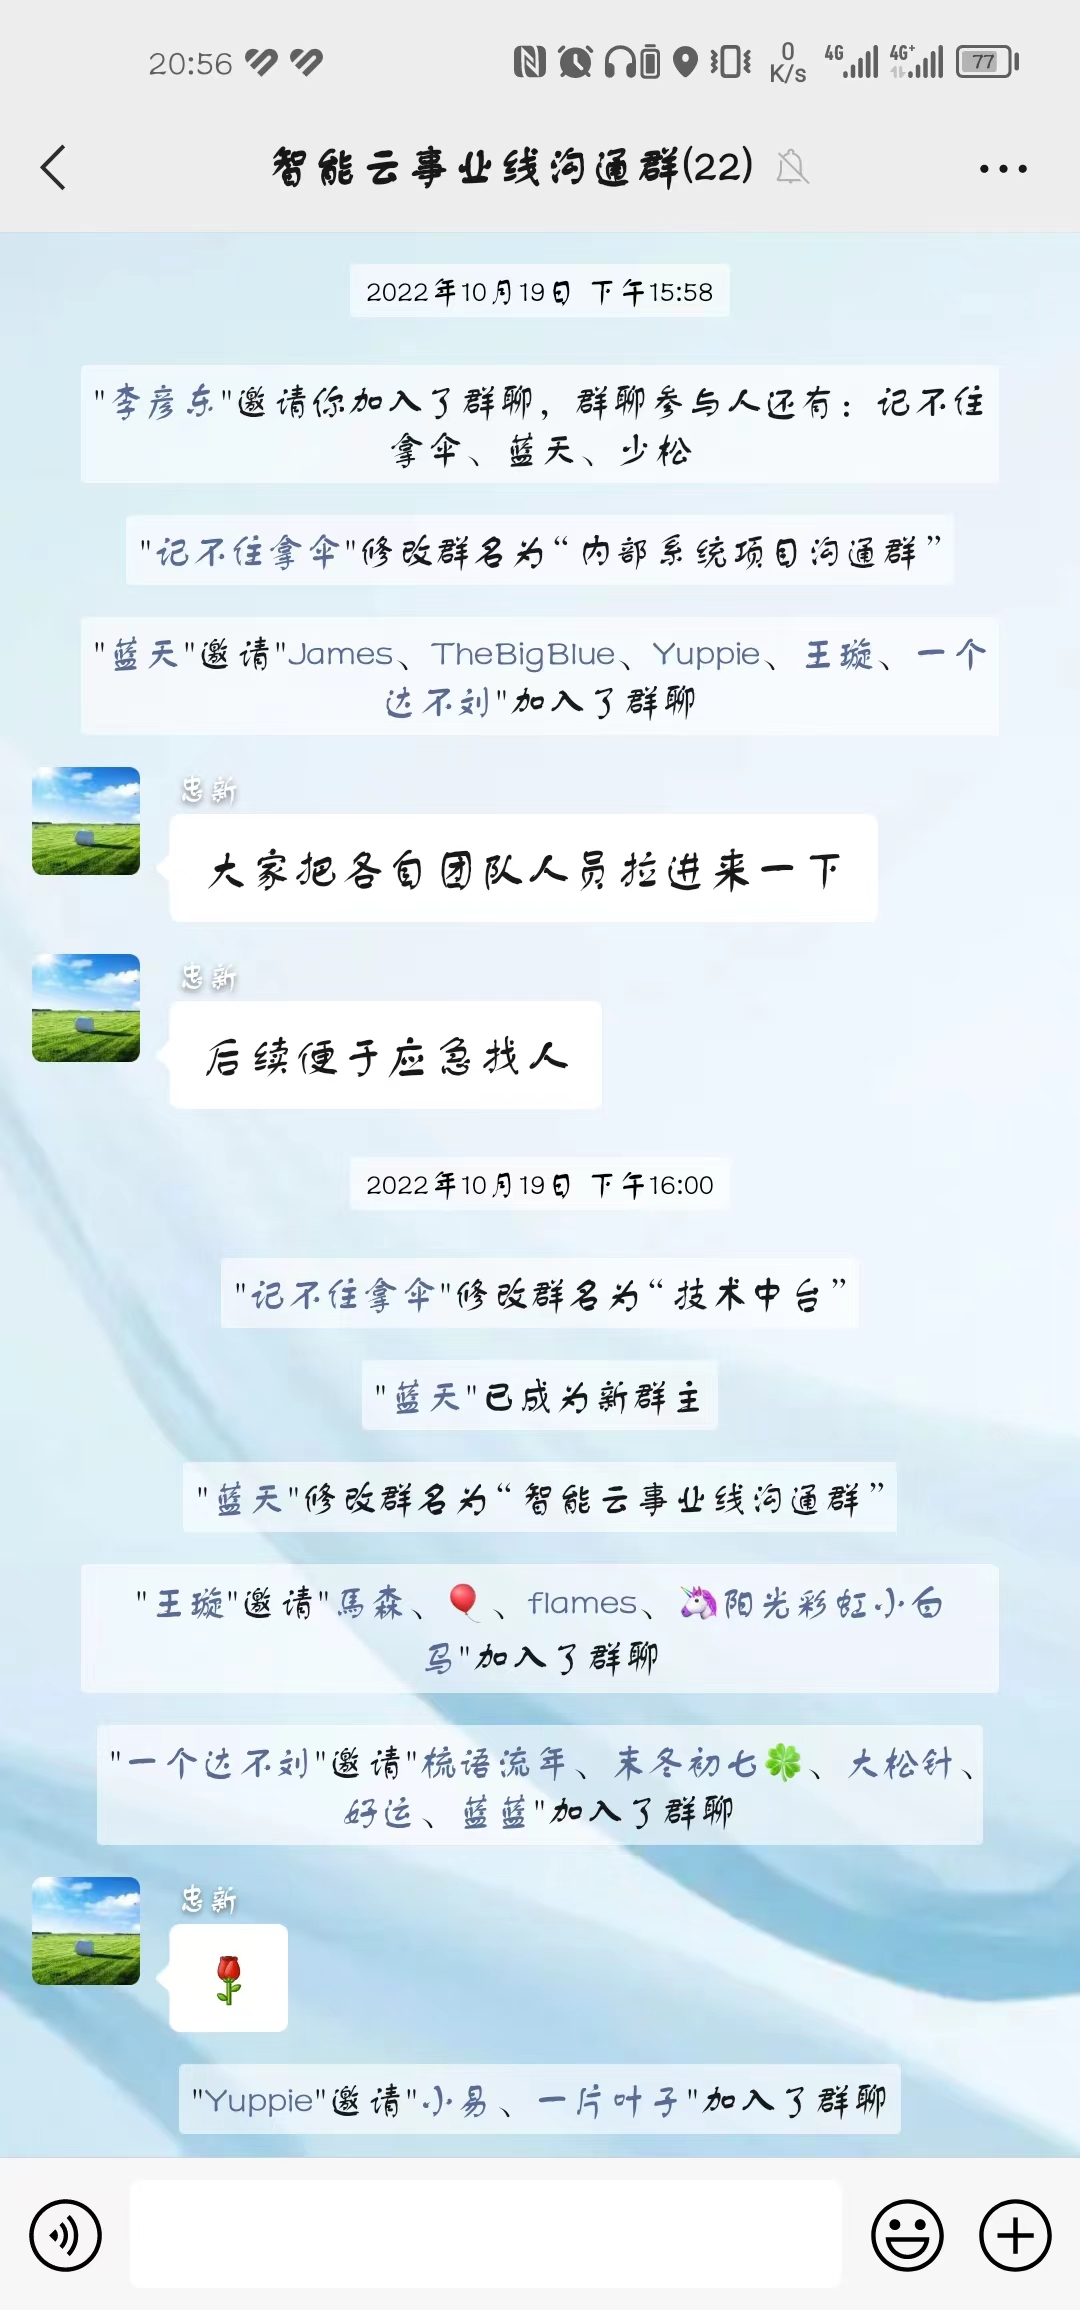 20:56
0
K/s
4G
4G+
77
智能云事业线沟通群(22)
2022年10月19日 下午15:58
"李彦东"邀请你加入了群聊，群聊参与人还有：记不住
拿伞、蓝天、少松
"记不住拿伞"修改群名为“内部系统项目沟通群”
"蓝天"邀请"James、TheBigBlue、Yuppie、王璇、一个
达不刘"加入了群聊
忠新
大家把各自团队人员拉进来一下
忠新
后续便于应急找人
2022年10月19日 下午16:00
"记不住拿伞"修改群名为“技术中台”
"蓝天"已成为新群主
"蓝天"修改群名为“智能云事业线沟通群”
"王璇"邀请"馬森、🎈、flames、🦄阳光彩虹小白
马"加入了群聊
"一个达不刘"邀请"梳语流年、末冬初七🍀、大松针、
好运、蓝蓝"加入了群聊
忠新
🌹
"Yuppie"邀请"小易、一片叶子"加入了群聊